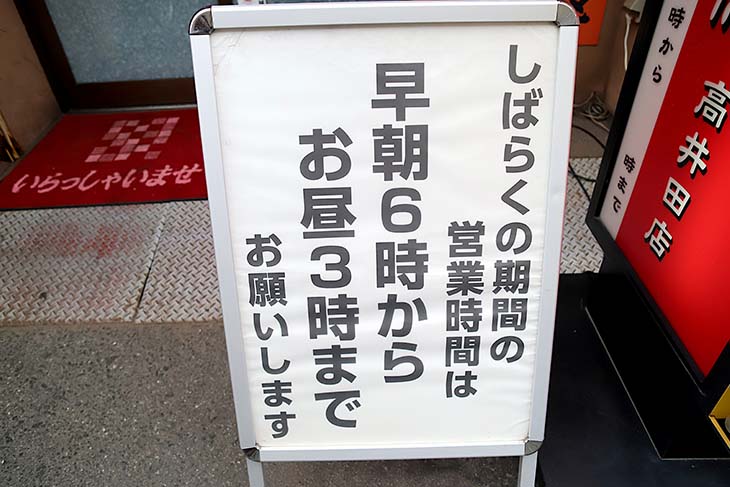 しばらくの期間の
営業時間は
早朝6時から
お昼3時まで
お願いします
いらっしゃいませ
時から
時まで
高井田店